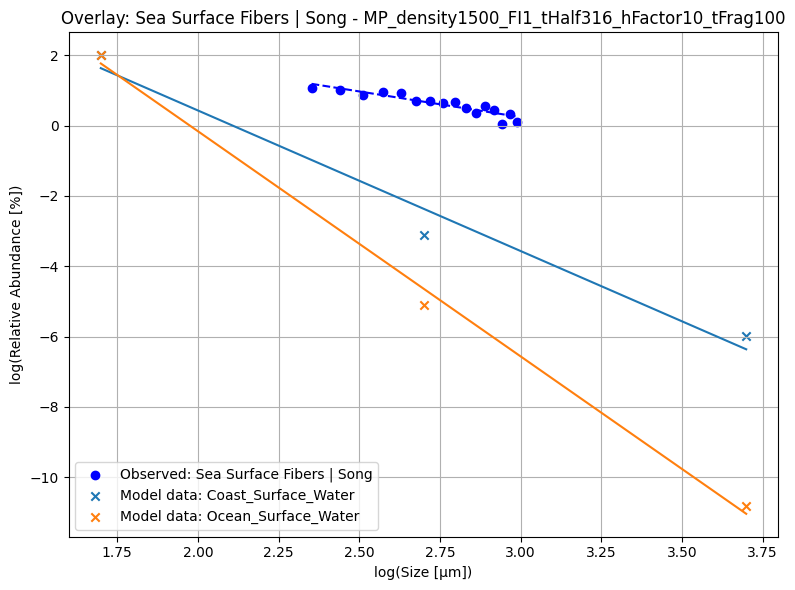 Overlay: Sea Surface Fibers | Song - MP_density1500_FI1_tHalf316_hFactor10_tFrag100
log(Relative Abundance [%])
2
0
−2
−4
−6
−8
−10
Observed: Sea Surface Fibers | Song
Model data: Coast_Surface_Water
Model data: Ocean_Surface_Water
1.75 2.00 2.25 2.50 2.75 3.00 3.25 3.50 3.75
log(Size [μm])